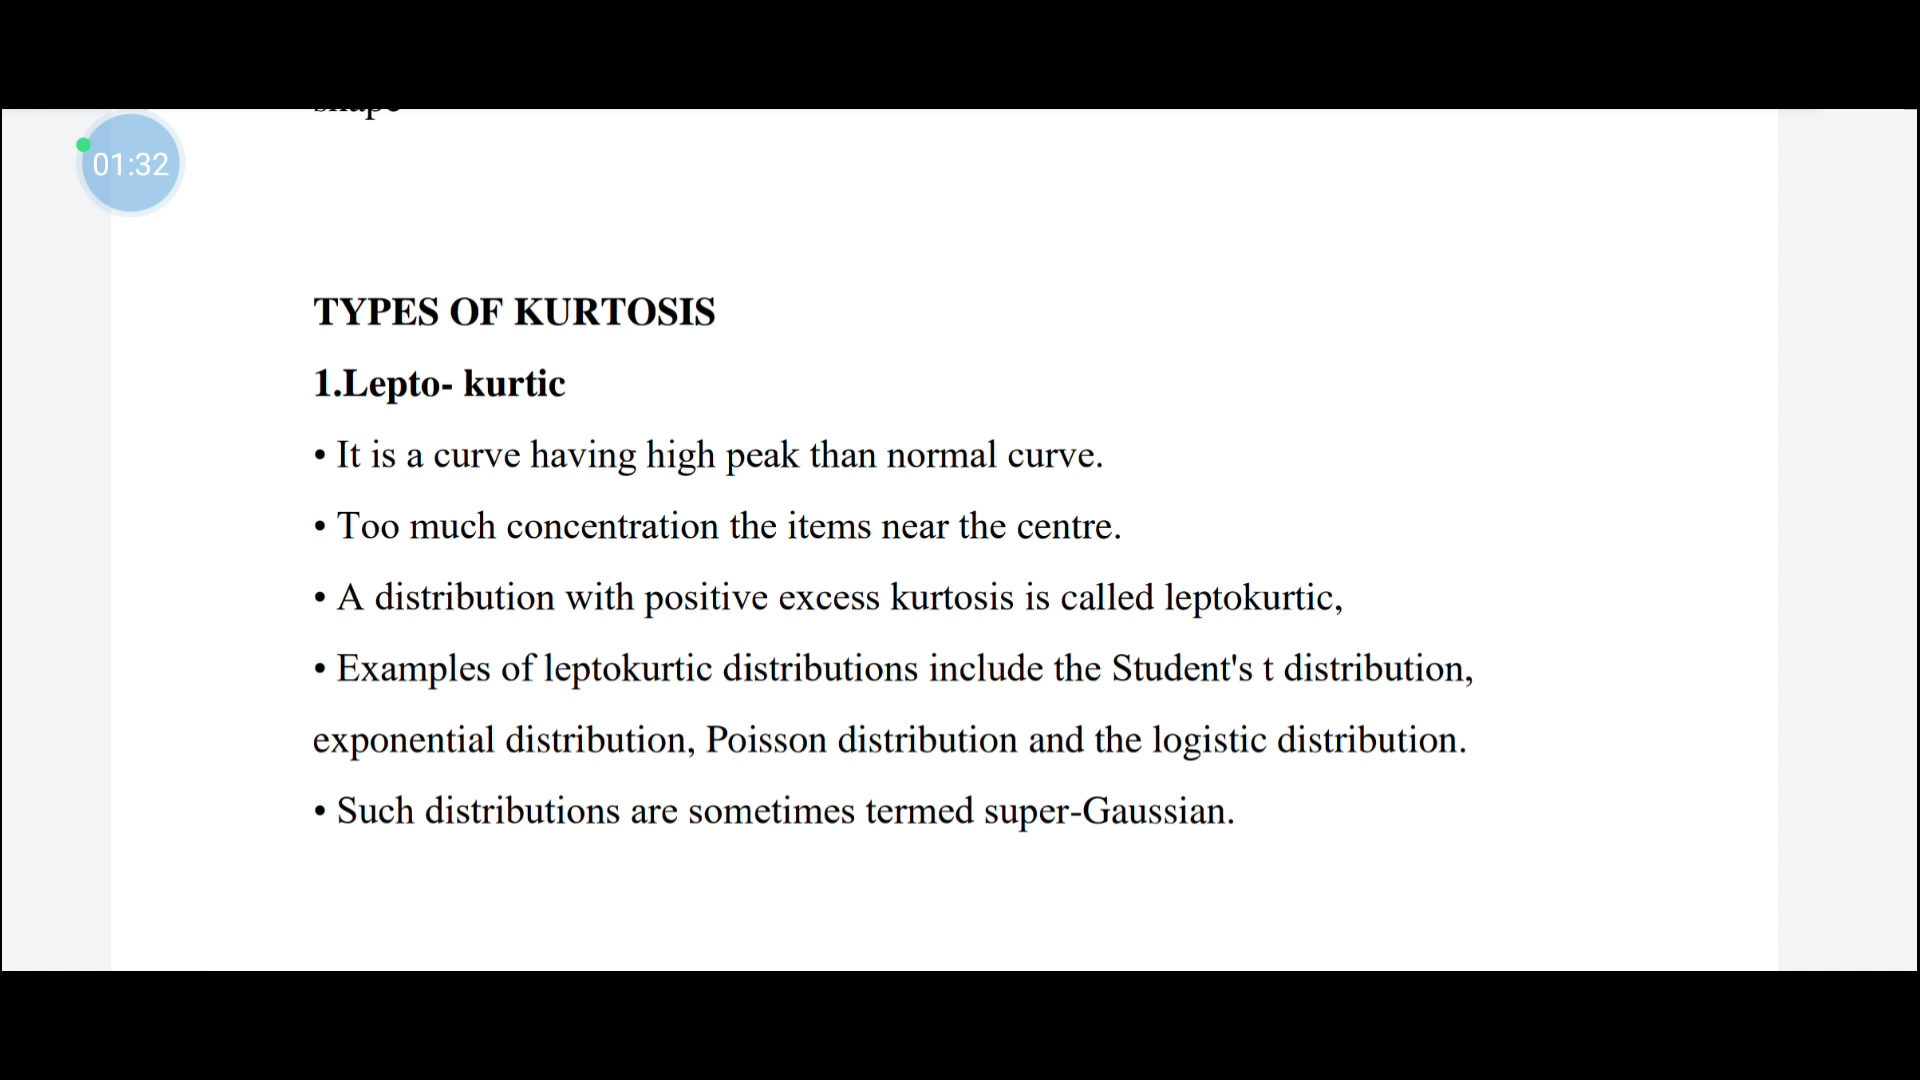 shape
01:32
TYPES OF KURTOSIS
1.Lepto- kurtic
• It is a curve having high peak than normal curve.
• Too much concentration the items near the centre.
• A distribution with positive excess kurtosis is called leptokurtic,
• Examples of leptokurtic distributions include the Student's t distribution,
exponential distribution, Poisson distribution and the logistic distribution.
• Such distributions are sometimes termed super-Gaussian.